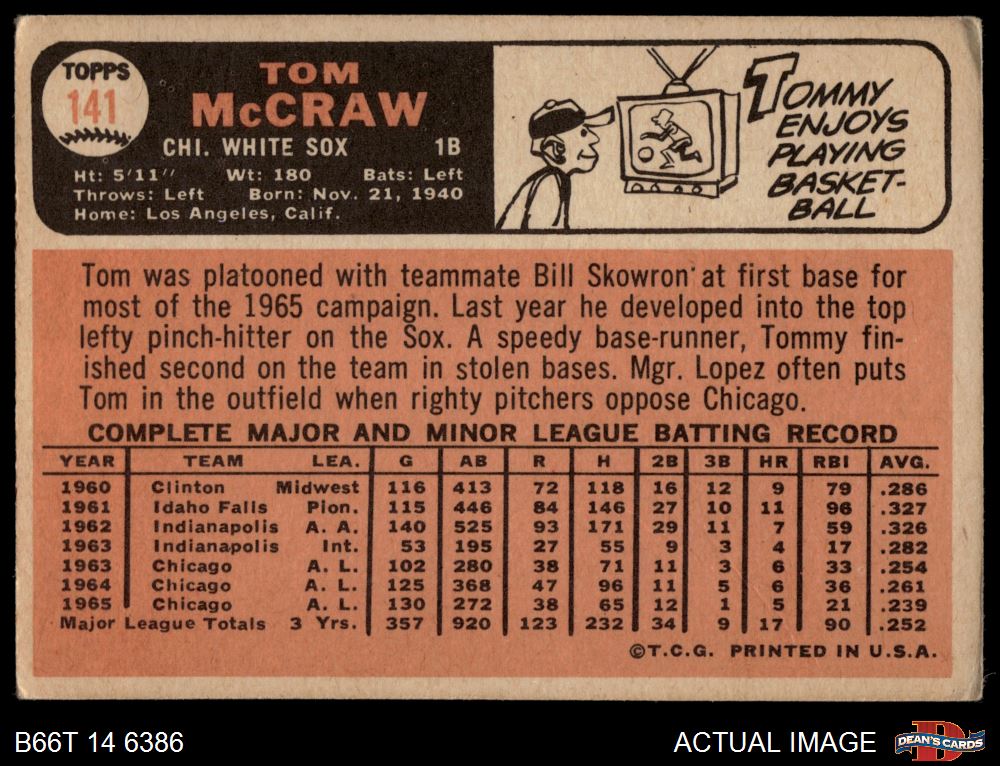 TOPPS
141
TOM
McCRAW
CHI. WHITE SOX 1B
Ht: 5'11" Wt: 180 Bats: Left
Throws: Left Born: Nov. 21, 1940
Home: Los Angeles, Calif.
TOMMY
ENJOYS
PLAYING
BASKET-
BALL
Tom was platooned with teammate Bill Skowron at first base for
most of the 1965 campaign. Last year he developed into the top
lefty pinch-hitter on the Sox. A speedy base-runner, Tommy fin-
ished second on the team in stolen bases. Mgr. Lopez often puts
Tom in the outfield when righty pitchers oppose Chicago.
COMPLETE MAJOR AND MINOR LEAGUE BATTING RECORD
YEAR TEAM LEA. G AB R H 2B 3B HR RBI AVG.
1960 Clinton Midwest 116 413 72 118 16 12 9 79 .286
1961 Idaho Falls Pion. 115 446 84 146 27 10 11 96 .327
1962 Indianapolis A. A. 140 525 93 171 29 11 7 59 .326
1963 Indianapolis Int. 53 195 27 55 9 3 4 17 .282
1963 Chicago A. L. 102 280 38 71 11 3 6 33 .254
1964 Chicago A. L. 125 368 47 96 11 5 6 36 .261
1965 Chicago A. L. 130 272 38 65 12 1 5 21 .239
Major League Totals 3 Yrs. 357 920 123 232 34 9 17 90 .252
©T.C.G. PRINTED IN U.S.A.
B66T 14 6386
ACTUAL IMAGE
DEAN'S CARDS